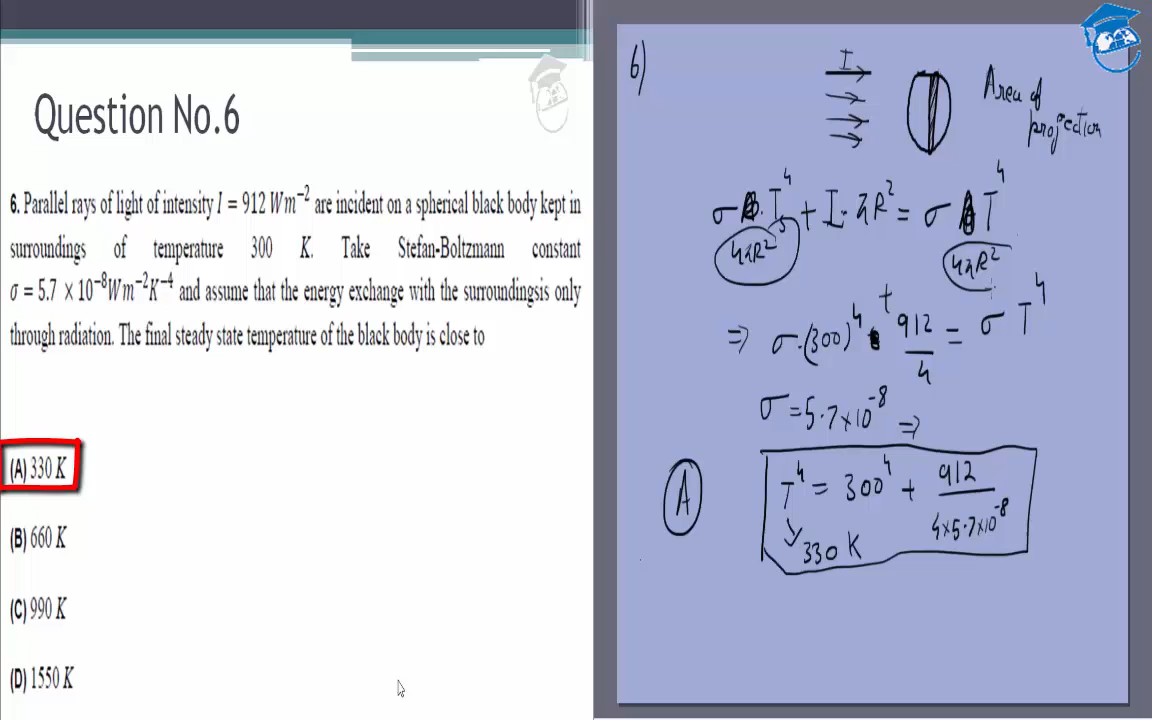 Question No.6
6. Parallel rays of light of intensity I = 912 Wm⁻² are incident on a spherical black body kept in
surroundings of temperature 300 K. Take Stefan-Boltzmann constant
σ = 5.7 × 10⁻⁸Wm⁻²K⁻⁴ and assume that the energy exchange with the surroundingsis only
through radiation. The final steady state temperature of the black body is close to
(A) 330 K
(B) 660 K
(C) 990 K
(D) 1550 K
6)
I
Area of
projection
σ . Tₛ⁴ + I · πR² = σ T⁴
4πR² 4πR²
⇒ σ·(300)⁴ + 912/4 = σ T⁴
σ = 5.7×10⁻⁸ ⇒
A
T⁴ = 300⁴ + 912/4×5.7×10⁻⁸
330 K